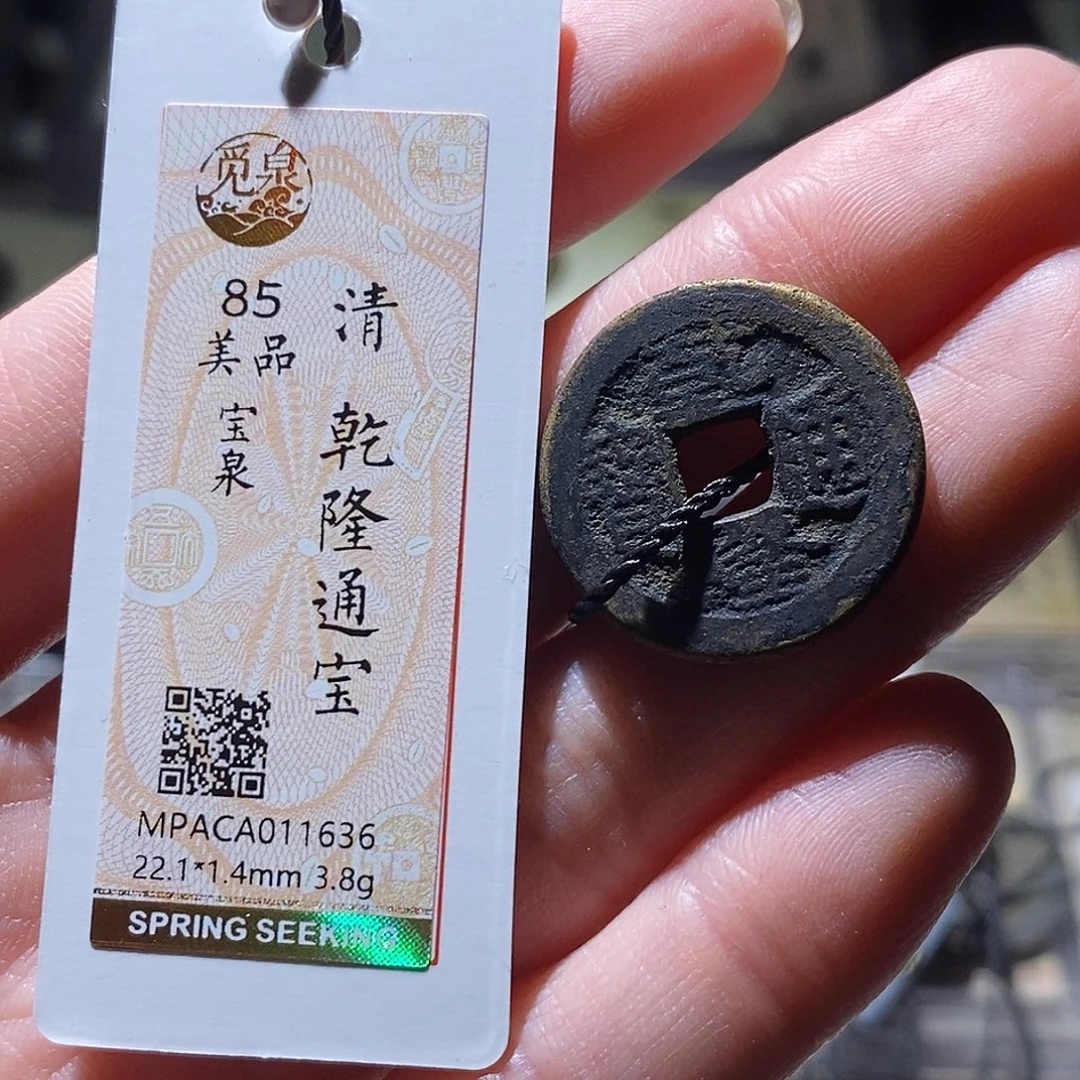 觅泉
85
美品
宝泉
清 乾隆通宝
MPACA011636
22.1*1.4mm 3.8g
SPRING SEEKING